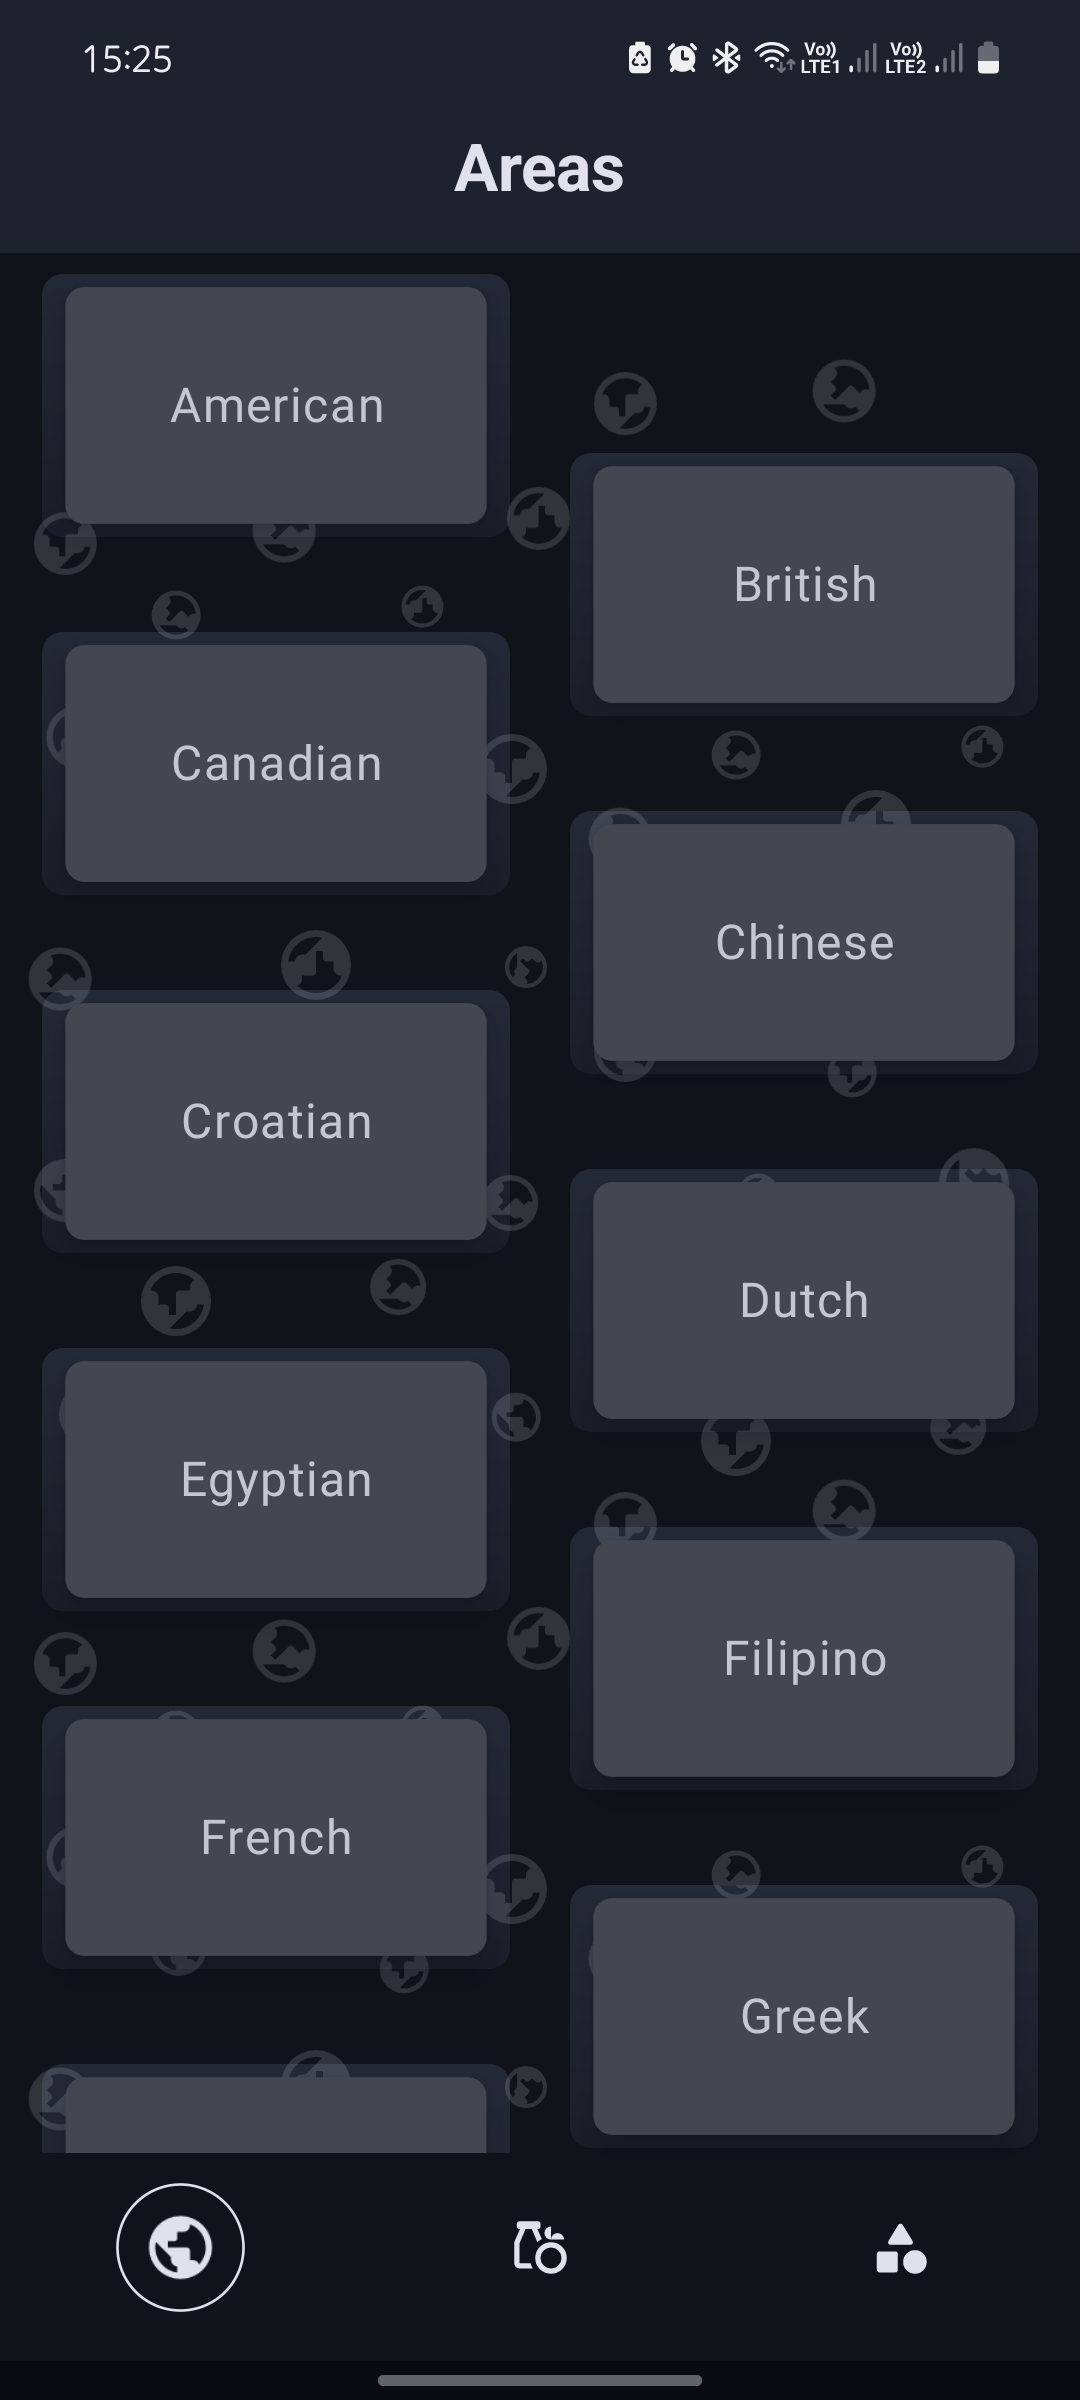 15:25
Vo)) LTE1 Vo)) LTE2
Areas
American
British
Canadian
Chinese
Croatian
Dutch
Egyptian
Filipino
French
Greek